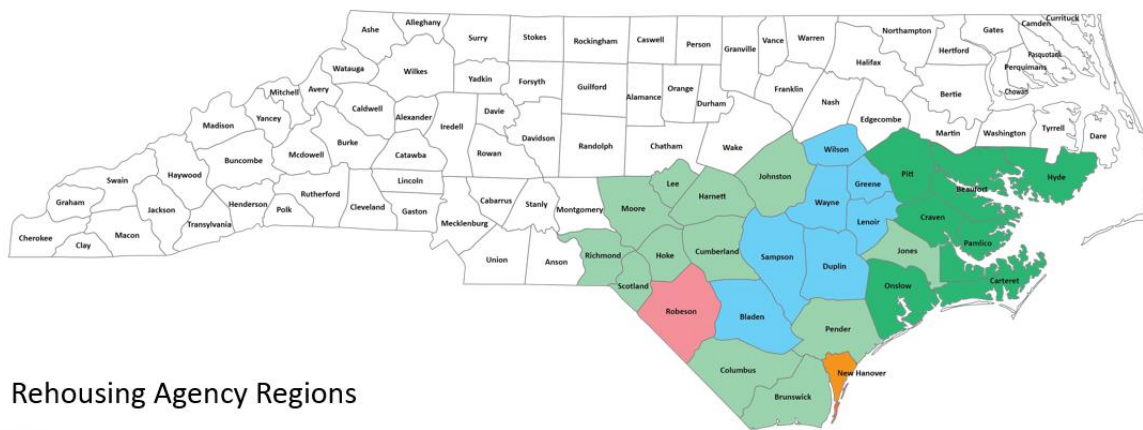 Ashe
Alleghany
Surry
Stokes
Rockingham
Caswell
Person
Granville
Vance
Warren
Northampton
Gates
Camden
Currituck
Pasquotank
Perquimans
Chowan
Hertford
Halifax
Bertie
Watauga
Wilkes
Yadkin
Forsyth
Guilford
Alamance
Orange
Durham
Franklin
Nash
Edgecombe
Martin
Washington
Tyrrell
Dare
Mitchell
Avery
Caldwell
Alexander
Iredell
Davie
Davidson
Randolph
Chatham
Wake
Wilson
Madison
Yancey
Burke
Catawba
Rowan
Johnston
Greene
Pitt
Beaufort
Hyde
Buncombe
Mcdowell
Lincoln
Lee
Harnett
Wayne
Lenoir
Craven
Pamlico
Swain
Haywood
Graham
Jackson
Henderson
Polk
Rutherford
Cleveland
Gaston
Mecklenburg
Cabarrus
Stanly
Montgomery
Moore
Cherokee
Clay
Macon
Transylvania
Union
Anson
Richmond
Hoke
Cumberland
Sampson
Duplin
Jones
Onslow
Carteret
Scotland
Robeson
Bladen
Pender
Columbus
Brunswick
New Hanover
Rehousing Agency Regions